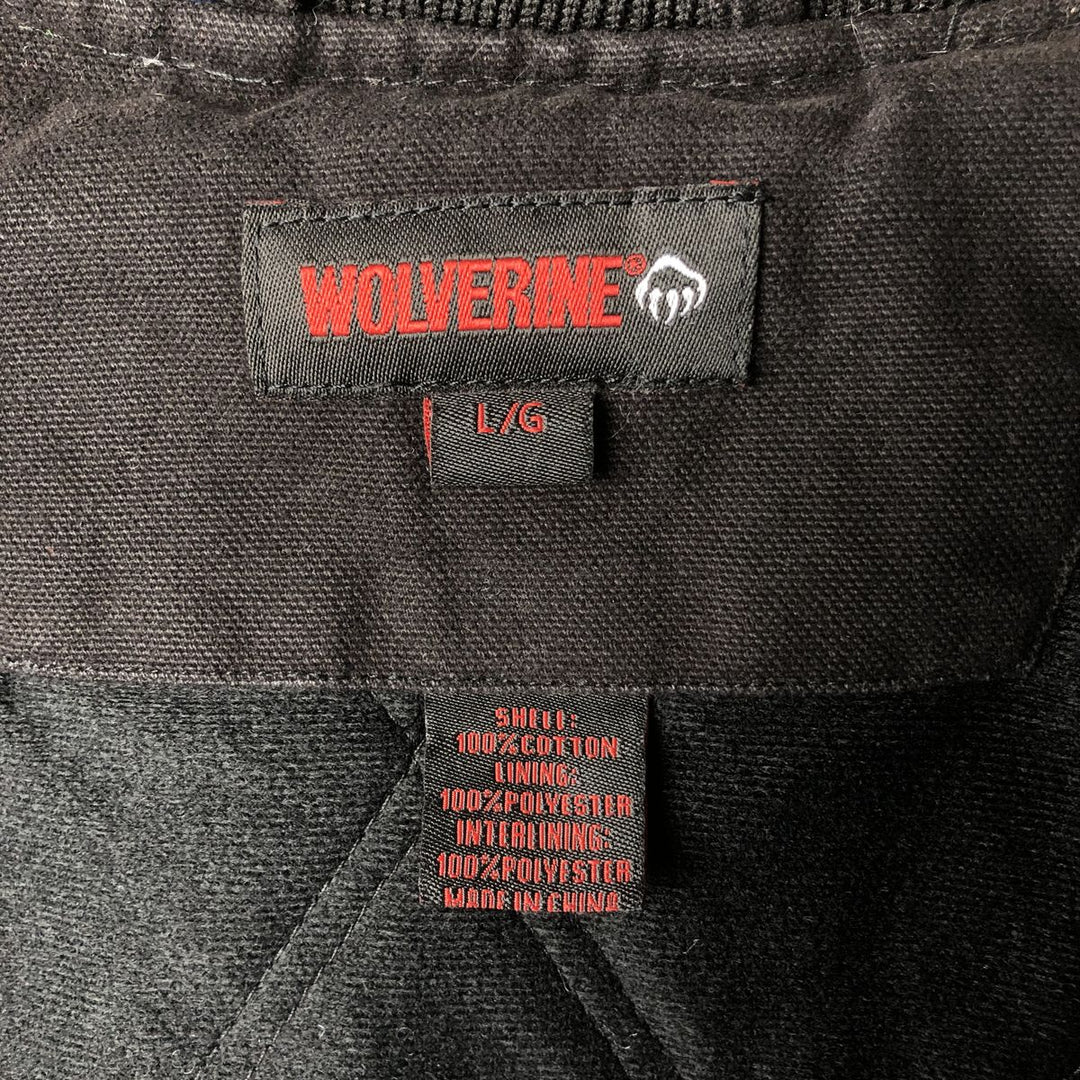 WOLVERINE®
L/G
SHELL:
100%COTTON
LINING:
100%POLYESTER
INTERLINING:
100%POLYESTER
MADE IN CHINA